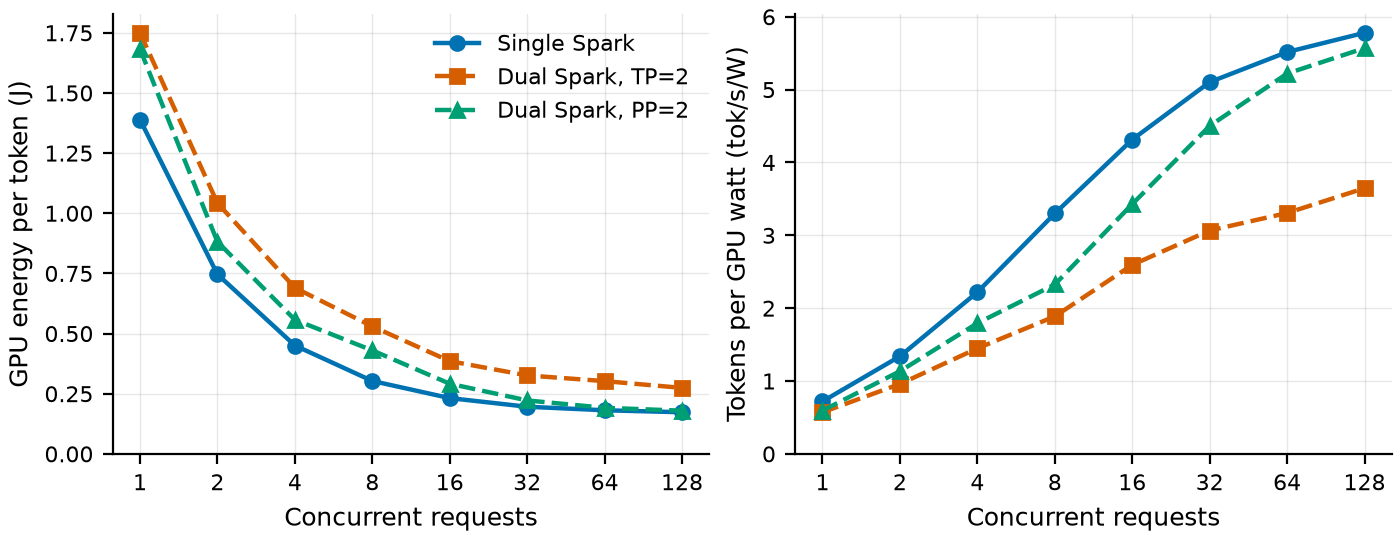 GPU energy per token (J)
1.75
1.50
1.25
1.00
0.75
0.50
0.25
0.00
1 2 4 8 16 32 64 128
Concurrent requests
Single Spark
Dual Spark, TP=2
Dual Spark, PP=2
Tokens per GPU watt (tok/s/W)
6
5
4
3
2
1
0
1 2 4 8 16 32 64 128
Concurrent requests